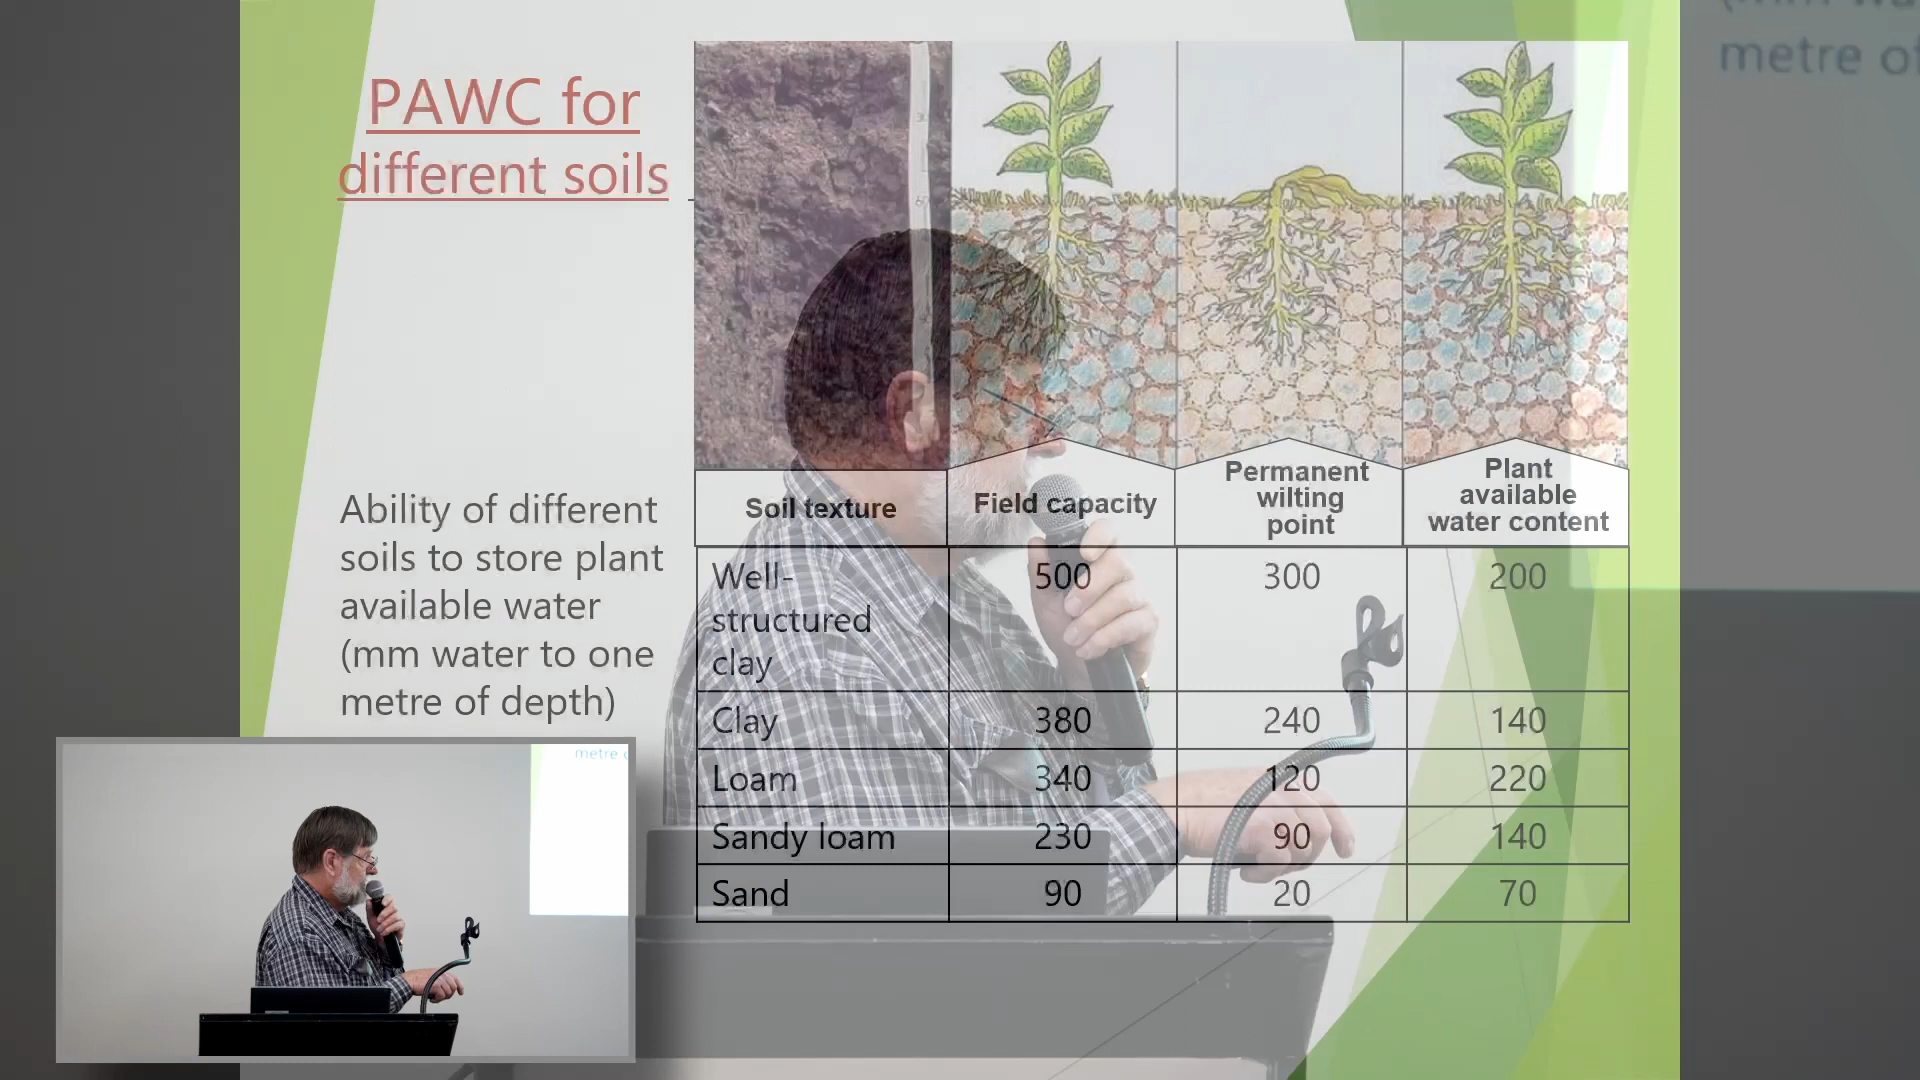 PAWC for
different soils
Ability of different
soils to store plant
available water
(mm water to one
metre of depth)
Soil texture
Field capacity
Permanent
wilting
point
Plant
available
water content
Well-
structured
clay
500
300
200
Clay
380
240
140
Loam
340
120
220
Sandy loam
230
90
140
Sand
90
20
70
metre of
metre